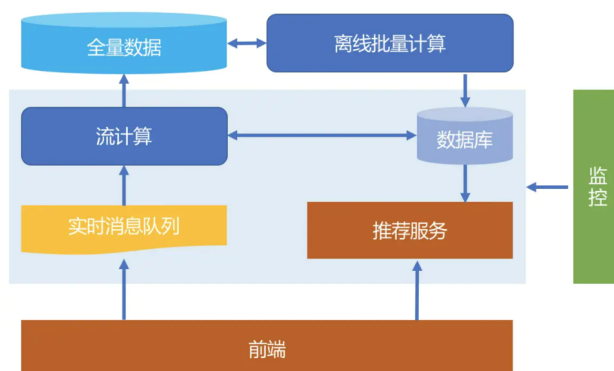 全量数据
离线批量计算
流计算
数据库
监控
实时消息队列
推荐服务
前端